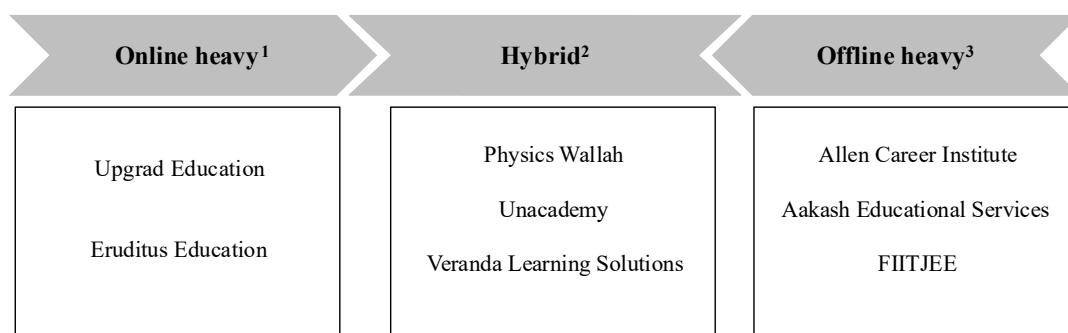 Online heavy¹
Hybrid²
Offline heavy³
Upgrad Education
Eruditus Education
Physics Wallah
Unacademy
Veranda Learning Solutions
Allen Career Institute
Aakash Educational Services
FIITJEE